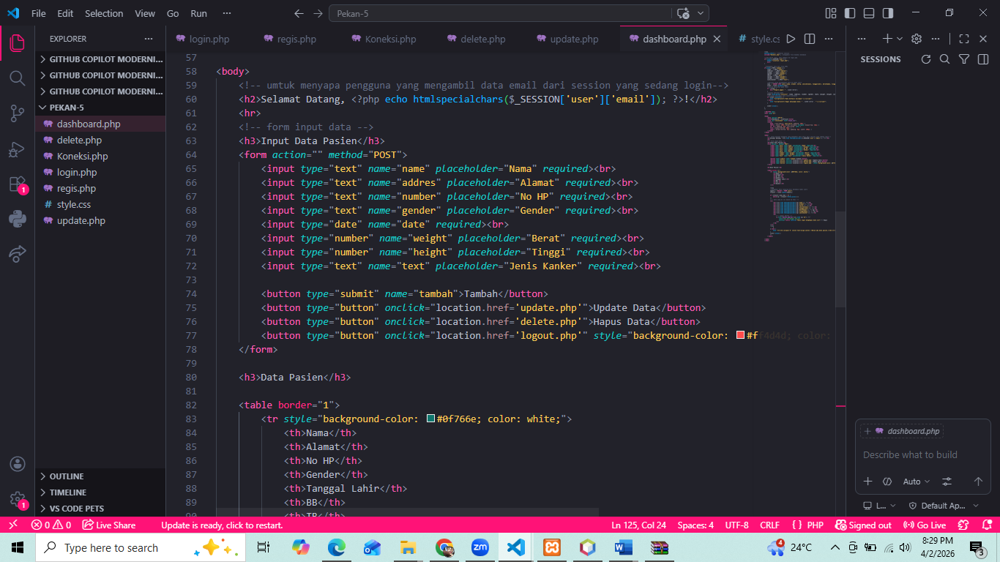 File Edit Selection View Go Run ··· Pekan-5
EXPLORER ···
GITHUB COPILOT MODERNI...
GITHUB COPILOT MODERNI...
GITHUB COPILOT MODERNI...
PEKAN-5
dashboard.php
delete.php
Koneksi.php
login.php
regis.php
style.css
update.php
OUTLINE
TIMELINE
VS CODE PETS
1
1
login.php regis.php Koneksi.php delete.php update.php dashboard.php style.cs ···
57
58 <body>
59 <!-- umtuk menyapa pengguna yang mengambil data email dari session yang sedang login-->
60 <h2>Selamat Datang, <?php echo htmlspecialchars($_SESSION['user']['email']); ?>!</h2>
61 <hr>
62 <!-- form input data -->
63 <h3>Input Data Pasien</h3>
64 <form action="" method="POST">
65 <input type="text" name="name" placeholder="Nama" required><br>
66 <input type="text" name="addres" placeholder="Alamat" required><br>
67 <input type="text" name="number" placeholder="No HP" required><br>
68 <input type="text" name="gender" placeholder="Gender" required><br>
69 <input type="date" name="date" required><br>
70 <input type="number" name="weight" placeholder="Berat" required><br>
71 <input type="number" name="height" placeholder="Tinggi" required><br>
72 <input type="text" name="text" placeholder="Jenis Kanker" required><br>
73
74 <button type="submit" name="tambah">Tambah</button>
75 <button type="button" onclick="location.href='update.php'">Update Data</button>
76 <button type="button" onclick="location.href='delete.php'">Hapus Data</button>
77 <button type="button" onclick="location.href='logout.php'" style="background-color: #ff4d4d; color:
78 </form>
79
80 <h3>Data Pasien</h3>
81
82 <table border="1">
83 <tr style="background-color: #0f766e; color: white;">
84 <th>Nama</th>
85 <th>Alamat</th>
86 <th>No HP</th>
87 <th>Gender</th>
88 <th>Tanggal Lahir</th>
89 <th>BB</th>
90 <th>TB</th>
SESSIONS
dashboard.php
Describe what to build
Auto
L... Default Ap...
0 0 Live Share Update is ready, click to restart. Ln 125, Col 24 Spaces: 4 UTF-8 CRLF { } PHP Signed out Go Live
Type here to search zm 4 24°C 8:29 PM
4/2/2026 3